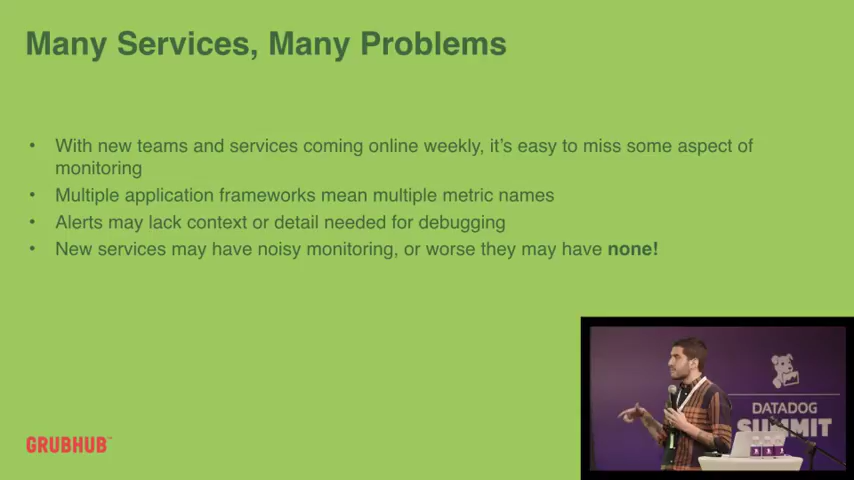 Many Services, Many Problems
• With new teams and services coming online weekly, it's easy to miss some aspect of
monitoring
• Multiple application frameworks mean multiple metric names
• Alerts may lack context or detail needed for debugging
• New services may have noisy monitoring, or worse they may have none!
DATADOG
SUMMIT
GRUBHUB™